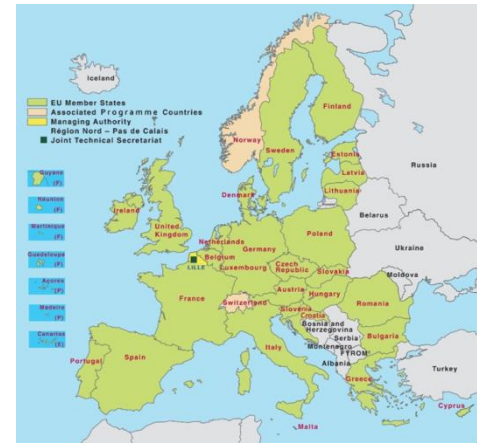 Iceland
EU Member States
Associated Programme Countries
Managing Authority
Région Nord – Pas de Calais
Joint Technical Secretariat
Guyane
(F)
Réunion
(F)
Martinique
(F)
Guadeloupe
(F)
Açores
(P)
Madeira
(P)
Canarias
(E)
Norway
Sweden
Finland
Estonia
Latvia
Lithuania
Russia
Denmark
Ireland
United
Kingdom
Netherlands
Belgium
LILLE
Luxembourg
Germany
Poland
Belarus
Ukraine
Czech
Republic
Slovakia
Moldova
France
Switzerland
Austria
Hungary
Romania
Slovenia
Croatia
Bosnia and
Herzegovina
Serbia
Montenegro
FYROM
Albania
Bulgaria
Portugal
Spain
Italy
Greece
Turkey
Malta
Cyprus